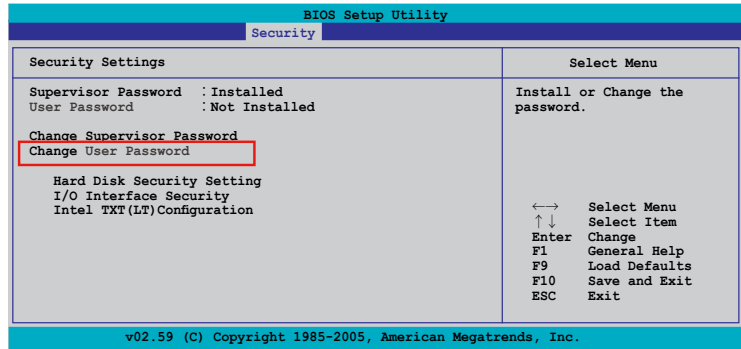 BIOS Setup Utility
Security
Security Settings
Select Menu
Supervisor Password : Installed
User Password : Not Installed
Install or Change the
password.
Change Supervisor Password
Change User Password
Hard Disk Security Setting
I/O Interface Security
Intel TXT(LT)Configuration
←→ Select Menu
↑↓ Select Item
Enter Change
F1 General Help
F9 Load Defaults
F10 Save and Exit
ESC Exit
v02.59 (C) Copyright 1985-2005, American Megatrends, Inc.